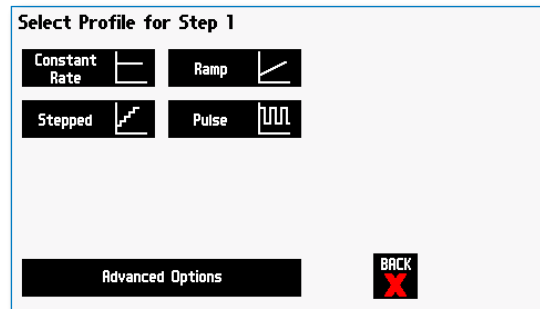 Select Profile for Step 1
Constant
Rate
Ramp
Stepped
Pulse
Advanced Options
BACK
X